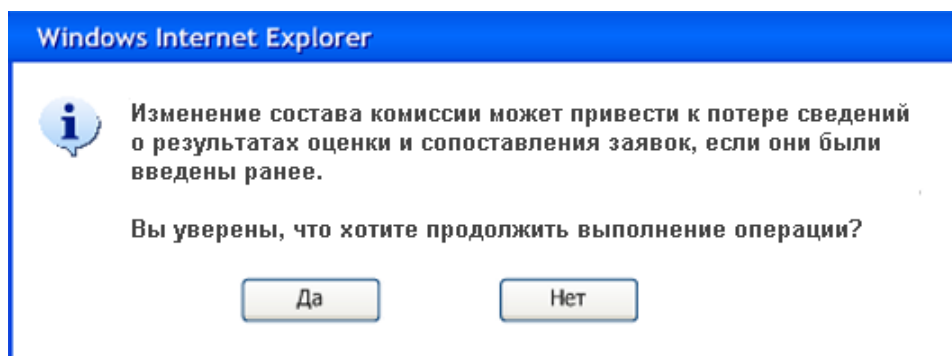 Windows Internet Explorer
Изменение состава комиссии может привести к потере сведений
о результатах оценки и сопоставления заявок, если они были
введены ранее.
Вы уверены, что хотите продолжить выполнение операции?
Да
Нет